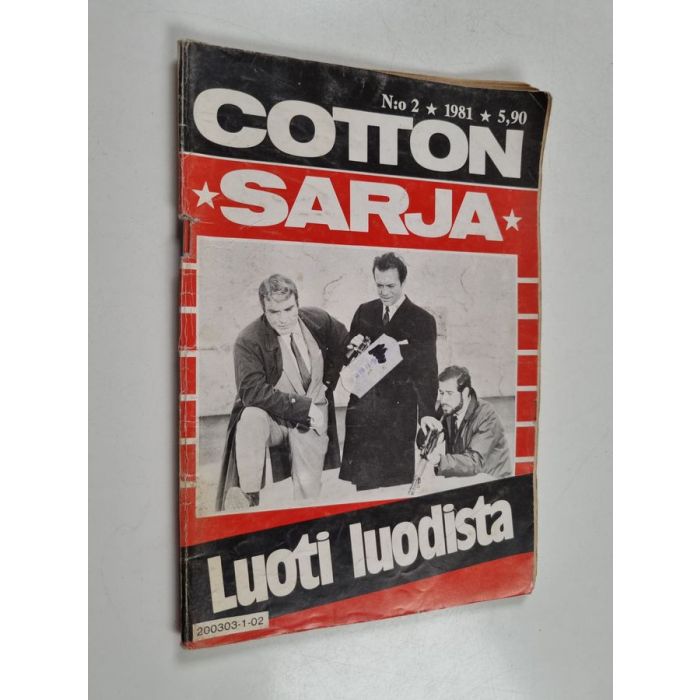 N:o 2 ★ 1981 ★ 5,90
COTTON
★ SARJA ★
Luoti luodista
200303-1-02